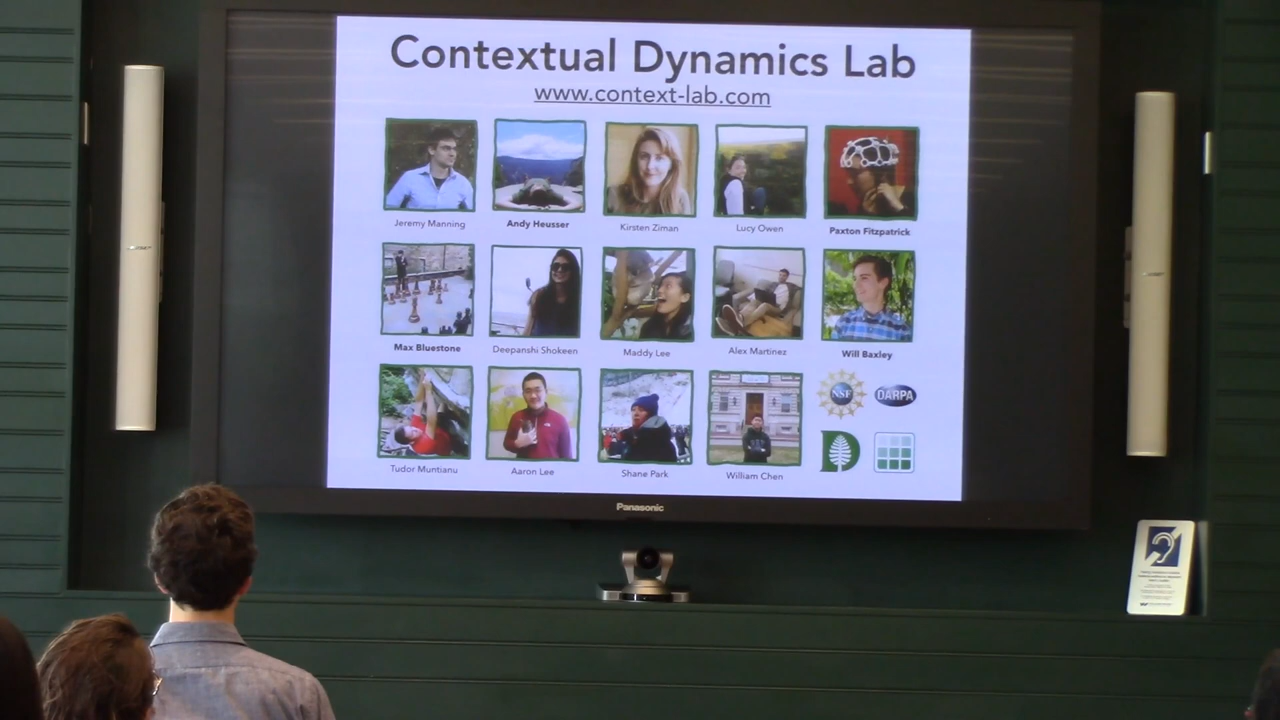 Contextual Dynamics Lab
www.context-lab.com
Jeremy Manning
Andy Heusser
Kirsten Ziman
Lucy Owen
Paxton Fitzpatrick
Max Bluestone
Deepanshi Shokeen
Maddy Lee
Alex Martinez
Will Baxley
NSF
DARPA
Tudor Muntianu
Aaron Lee
Shane Park
William Chen
D
Panasonic